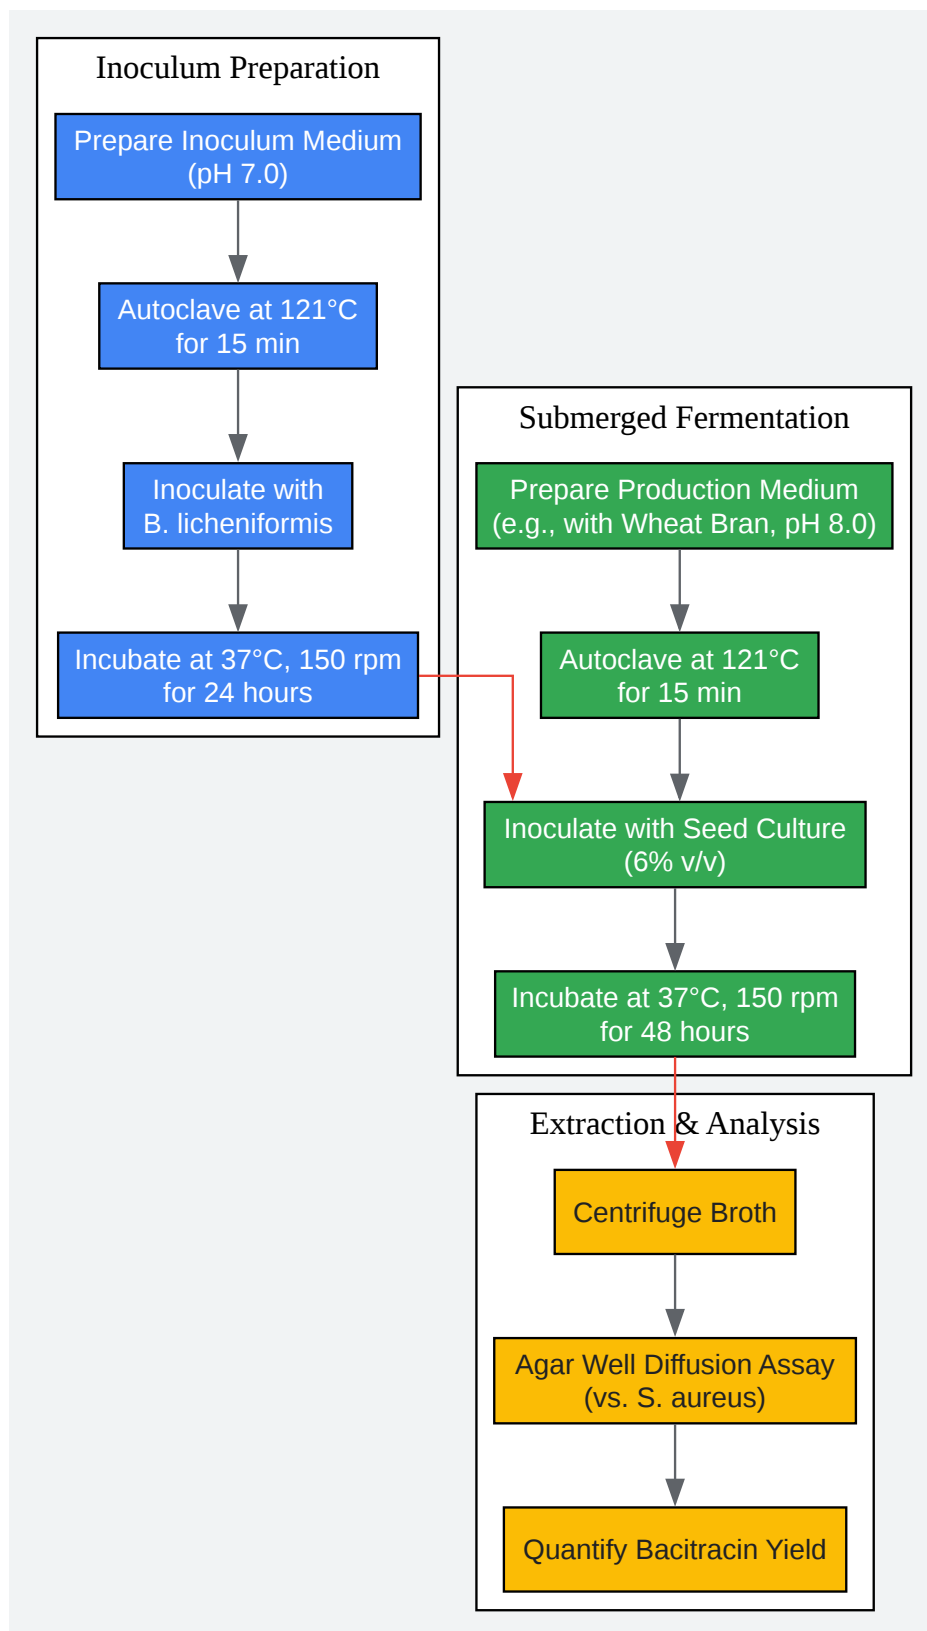 Inoculum Preparation
Prepare Inoculum Medium
(pH 7.0)
Autoclave at 121°C
for 15 min
Inoculate with
B. licheniformis
Incubate at 37°C, 150 rpm
for 24 hours
Submerged Fermentation
Prepare Production Medium
(e.g., with Wheat Bran, pH 8.0)
Autoclave at 121°C
for 15 min
Inoculate with Seed Culture
(6% v/v)
Incubate at 37°C, 150 rpm
for 48 hours
Extraction & Analysis
Centrifuge Broth
Agar Well Diffusion Assay
(vs. S. aureus)
Quantify Bacitracin Yield